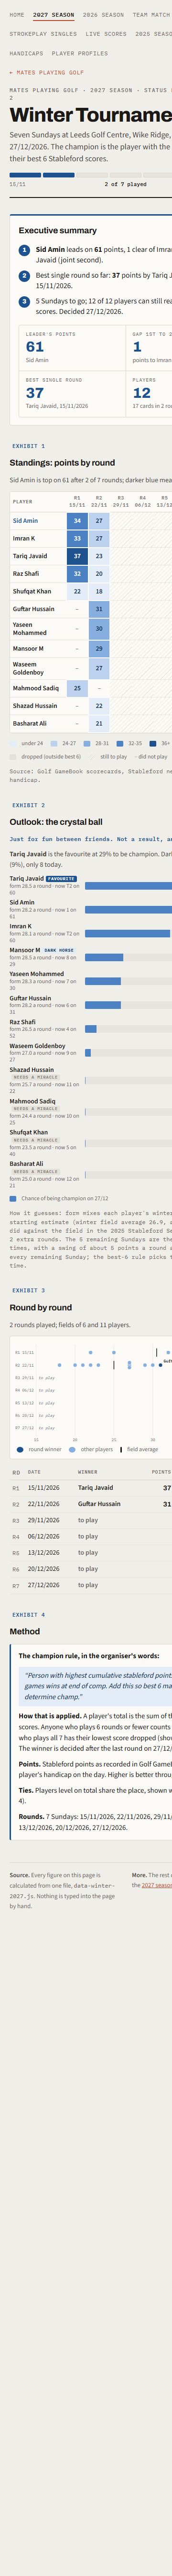 HOME 2027 SEASON 2026 SEASON TEAM MATCH
STROKEPLAY SINGLES LIVE SCORES 2025 SEASON
HANDICAPS PLAYER PROFILES
← MATES PLAYING GOLF
MATES PLAYING GOLF · 2027 SEASON · STATUS
2
Winter Tourname
Seven Sundays at Leeds Golf Centre, Wike Ridge,
27/12/2026. The champion is the player with the
their best 6 Stableford scores.
15/11 2 of 7 played
Executive summary
1 Sid Amin leads on 61 points, 1 clear of Imran
Javaid (joint second).
2 Best single round so far: 37 points by Tariq J
15/11/2026.
3 5 Sundays to go; 12 of 12 players can still rea
scores. Decided 27/12/2026.
LEADER'S POINTS GAP 1ST TO 2
61 1
Sid Amin points to Imran
BEST SINGLE ROUND PLAYERS
37 12
Tariq Javaid, 15/11/2026 17 cards in 2 ro
EXHIBIT 1
Standings: points by round
Sid Amin is top on 61 after 2 of 7 rounds; darker blue mea
PLAYER R1 R2 R3 R4 R5
15/11 22/11 29/11 06/12 13/12
Sid Amin 34 27
Imran K 33 27
Tariq Javaid 37 23
Raz Shafi 32 20
Shufqat Khan 22 18
Guftar Hussain – 31
Yaseen
Mohammed – 30
Mansoor M – 29
Waseem
Goldenboy – 27
Mahmood Sadiq 25 –
Shazad Hussain – 22
Basharat Ali – 21
under 24 24-27 28-31 32-35 36+
dropped (outside best 6) still to play – did not play
Source: Golf GameBook scorecards, Stableford ne
handicap.
EXHIBIT 2
Outlook: the crystal ball
Just for fun between friends. Not a result, an
Tariq Javaid is the favourite at 29% to be champion. Dar
(9%), only 8 today.
Tariq Javaid FAVOURITE
form 28.5 a round · now T2 on
60
Sid Amin
form 28.2 a round · now 1 on
61
Imran K
form 28.1 a round · now T2 on
60
Mansoor M DARK HORSE
form 28.5 a round · now 8 on
29
Yaseen Mohammed
form 28.3 a round · now 7 on
30
Guftar Hussain
form 28.2 a round · now 6 on
31
Raz Shafi
form 26.5 a round · now 4 on
52
Waseem Goldenboy
form 27.0 a round · now 9 on
27
Shazad Hussain
NEEDS A MIRACLE
form 25.7 a round · now 11 on
22
Mahmood Sadiq
NEEDS A MIRACLE
form 24.4 a round · now 10 on
25
Shufqat Khan
NEEDS A MIRACLE
form 23.5 a round · now 5 on
40
Basharat Ali
NEEDS A MIRACLE
form 25.0 a round · now 12 on
21
Chance of being champion on 27/12
How it guesses: form mixes each player's winter
starting estimate (winter field average 26.9, a
did against the field in the 2025 Stableford Se
2 extra rounds. The 6 remaining Sundays are the
times, with a swing of about 5 points a round a
every remaining Sunday; the best-6 rule picks t
time.
EXHIBIT 3
Round by round
2 rounds played; fields of 6 and 11 players.
R1 15/11
R2 22/11 Guft
R3 29/11 to play
R4 06/12 to play
R5 13/12 to play
R6 20/12 to play
R7 27/12 to play
15 20 25 30
round winner other players field average
RD DATE WINNER POINTS
R1 15/11/2026 Tariq Javaid 37
R2 22/11/2026 Guftar Hussain 31
R3 29/11/2026 to play
R4 06/12/2026 to play
R5 13/12/2026 to play
R6 20/12/2026 to play
R7 27/12/2026 to play
EXHIBIT 4
Method
The champion rule, in the organiser's words:
"Person with highest cumulative stableford point
games wins at end of comp. Add this so best 6 ma
determine champ."
How that is applied. A player's total is the sum of th
scores. Anyone who plays 6 rounds or fewer counts
who plays all 7 has their lowest score dropped (shov
The winner is decided after the last round on 27/12/
Points. Stableford points as recorded in Golf GameB
player's handicap on the day. Higher is better throu
Ties. Players level on total share the place, shown w
4).
Rounds. 7 Sundays: 15/11/2026, 22/11/2026, 29/11/
13/12/2026, 20/12/2026, 27/12/2026.
Source. Every figure on this page is
calculated from one file, data-winter-
2027.js. Nothing is typed into the page
by hand.
More. The rest o
the 2027 season